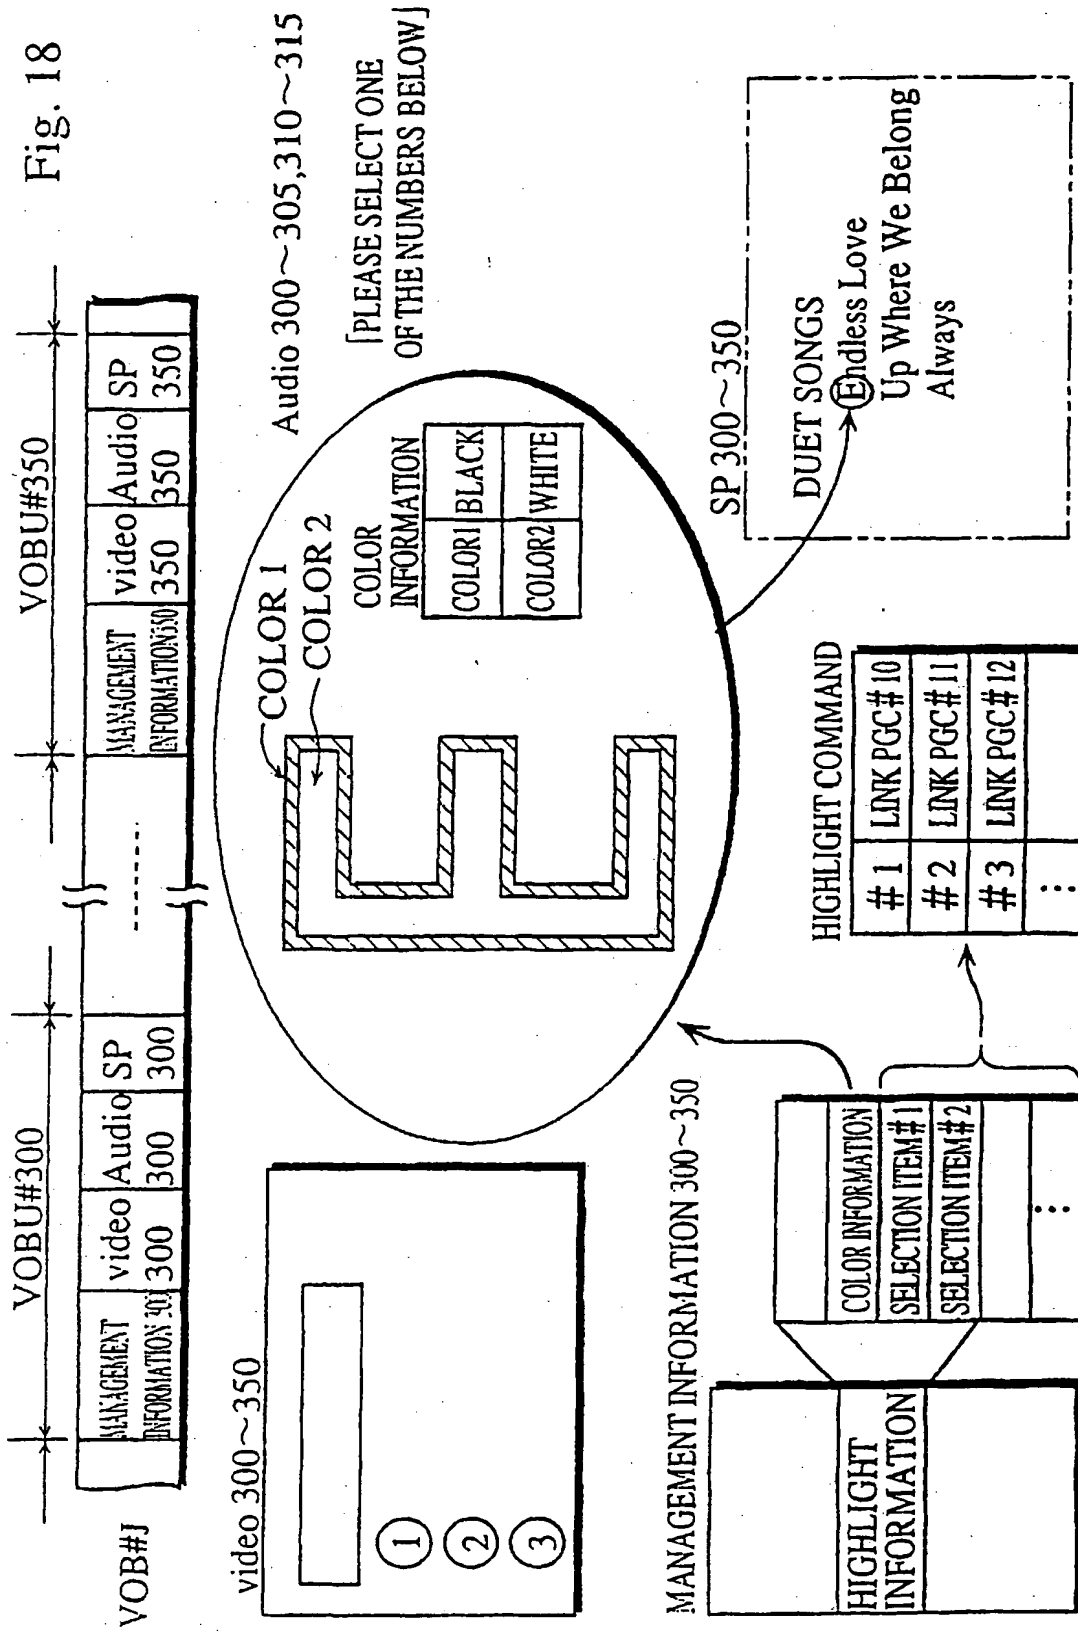 Fig. 18
VOBU#300
VOBU#350
VOB#J
MANAGEMENT
INFORMATION 300
video
300
Audio
300
SP
300
MANAGEMENT
INFORMATION350
video
350
Audio
350
SP
350
video 300~350
1
2
3
COLOR 1
COLOR 2
COLOR
INFORMATION
COLOR1 BLACK
COLOR2 WHITE
Audio 300~305,310~315
「PLEASE SELECT ONE
OF THE NUMBERS BELOW」
MANAGEMENT INFORMATION 300~350
HIGHLIGHT
INFORMATION
COLOR INFORMATION
SELECTION ITEM#1
SELECTION ITEM#2
⋮
HIGHLIGHT COMMAND
#1 LINK PGC#10
#2 LINK PGC#11
#3 LINK PGC#12
⋮
SP 300~350
DUET SONGS
Endless Love
Up Where We Belong
Always